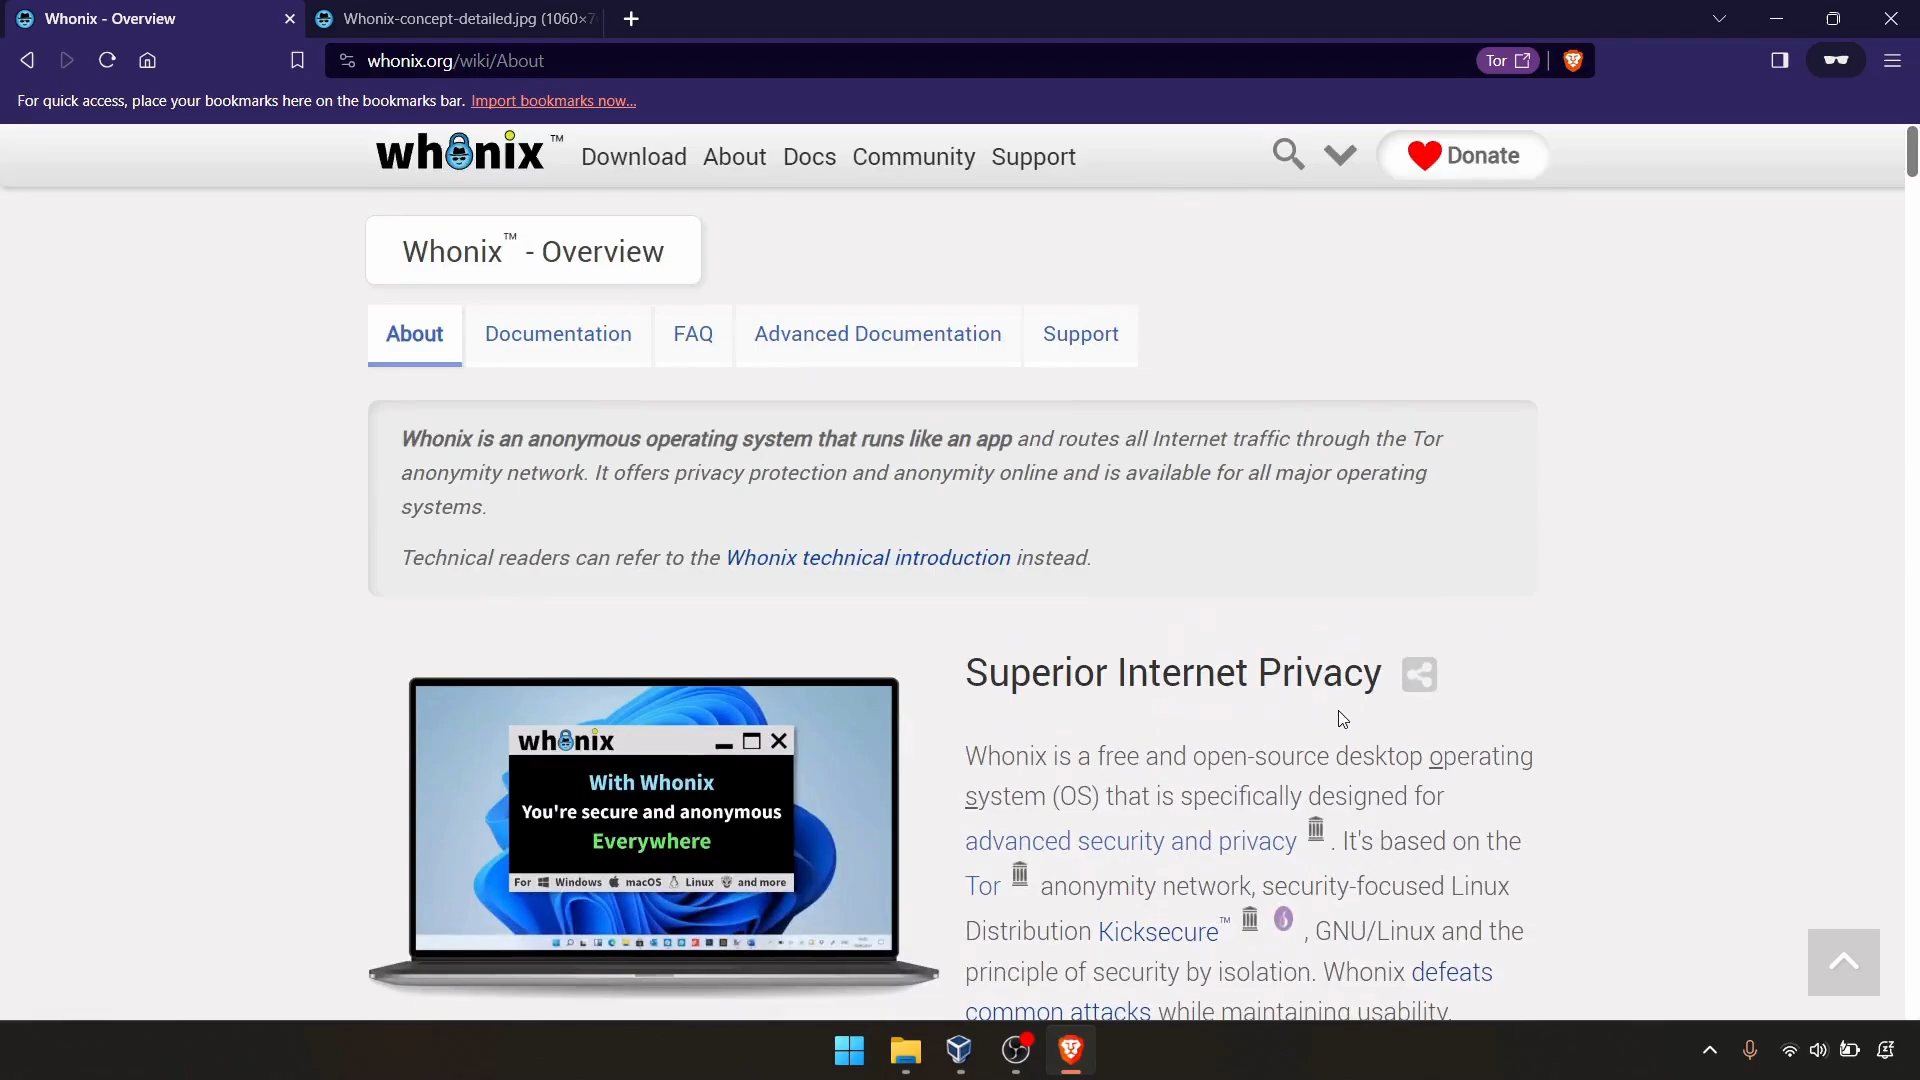 Whonix - Overview
Whonix-concept-detailed.jpg (1060×7
whonix.org/wiki/About
Tor
For quick access, place your bookmarks here on the bookmarks bar. Import bookmarks now...
whonix ™ Download About Docs Community Support Donate
Whonix™ - Overview
About Documentation FAQ Advanced Documentation Support
Whonix is an anonymous operating system that runs like an app and routes all Internet traffic through the Tor
anonymity network. It offers privacy protection and anonymity online and is available for all major operating
systems.
Technical readers can refer to the Whonix technical introduction instead.
whonix
With Whonix
You're secure and anonymous
Everywhere
For Windows macOS Linux and more
Superior Internet Privacy
Whonix is a free and open-source desktop operating
system (OS) that is specifically designed for
advanced security and privacy . It's based on the
Tor anonymity network, security-focused Linux
Distribution Kicksecure™ , GNU/Linux and the
principle of security by isolation. Whonix defeats
common attacks while maintaining usability.